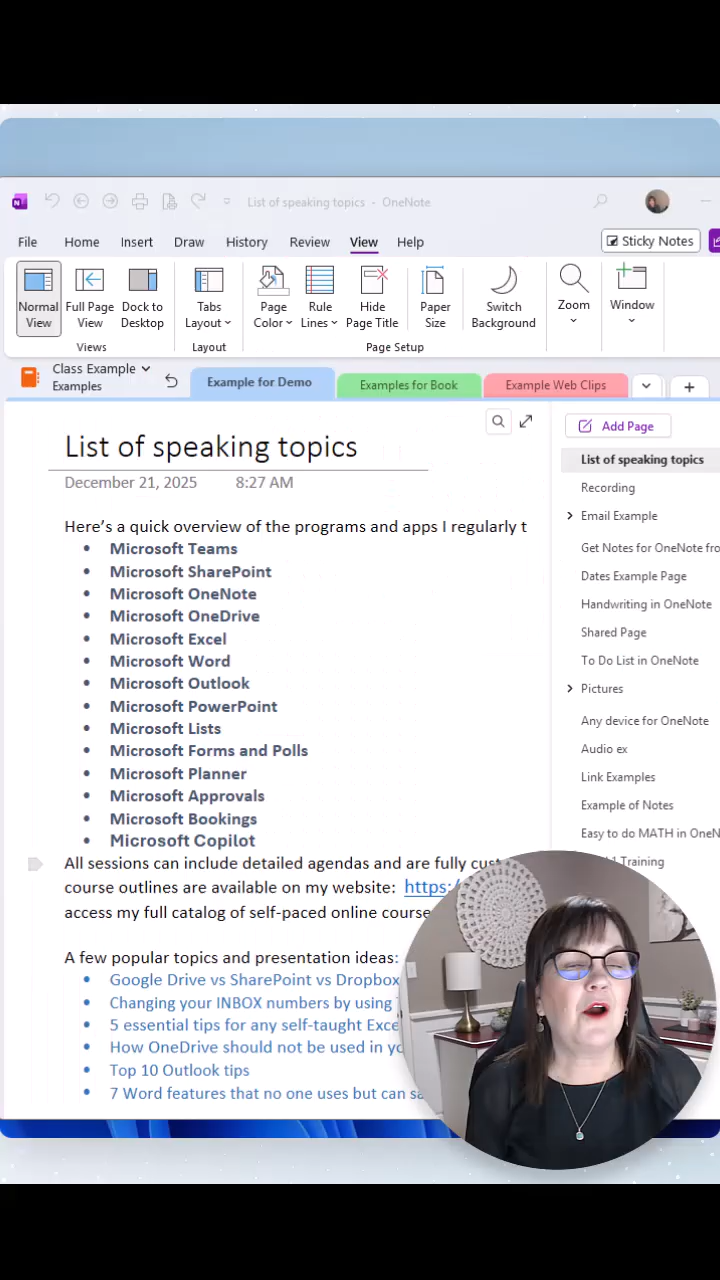 List of speaking topics - OneNote
File Home Insert Draw History Review View Help Sticky Notes
Normal View Full Page View Dock to Desktop Tabs Layout Page Color Rule Lines Hide Page Title Paper Size Switch Background Zoom Window
Views Layout Page Setup
Class Example
Examples
Example for Demo Examples for Book Example Web Clips
Add Page
List of speaking topics
December 21, 2025 8:27 AM
Here's a quick overview of the programs and apps I regularly t
• Microsoft Teams
• Microsoft SharePoint
• Microsoft OneNote
• Microsoft OneDrive
• Microsoft Excel
• Microsoft Word
• Microsoft Outlook
• Microsoft PowerPoint
• Microsoft Lists
• Microsoft Forms and Polls
• Microsoft Planner
• Microsoft Approvals
• Microsoft Bookings
• Microsoft Copilot
All sessions can include detailed agendas and are fully
course outlines are available on my website: https:
access my full catalog of self-paced online course
A few popular topics and presentation ideas:
• Google Drive vs SharePoint vs Dropbox
• Changing your INBOX numbers by using
• 5 essential tips for any self-taught
• How OneDrive should not be used in
• Top 10 Outlook tips
• 7 Word features that no one uses but can
List of speaking topics
Recording
Email Example
Get Notes for OneNote fro
Dates Example Page
Handwriting in OneNote
Shared Page
To Do List in OneNote
Pictures
Any device for OneNote
Audio ex
Link Examples
Example of Notes
Easy to do MATH in OneN
Training